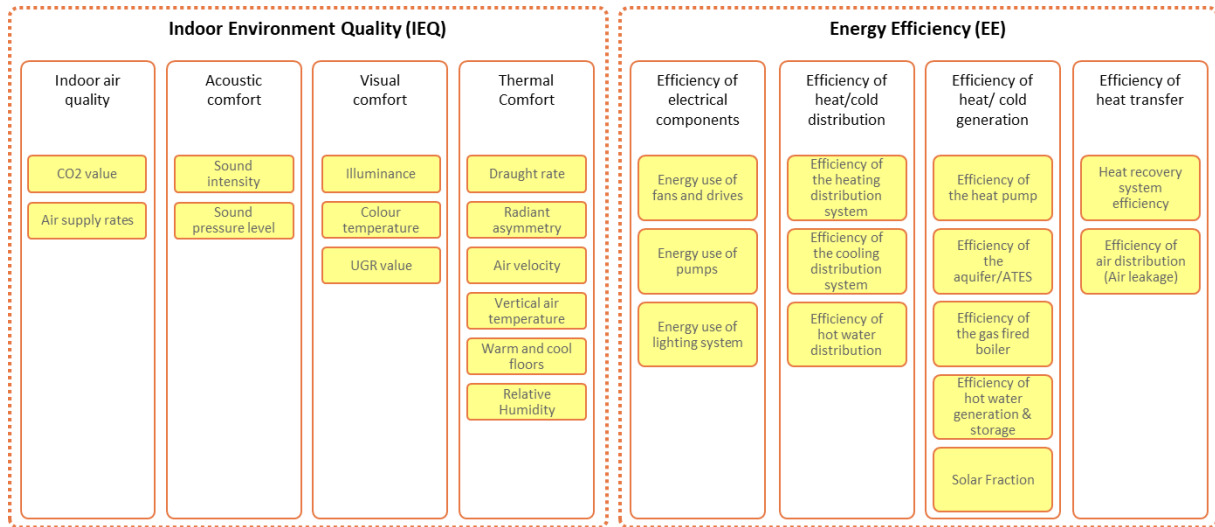 Indoor Environment Quality (IEQ)
Indoor air
quality
CO2 value
Air supply rates
Acoustic
comfort
Sound
intensity
Sound
pressure level
Visual
comfort
Illuminance
Colour
temperature
UGR value
Thermal
Comfort
Draught rate
Radiant
asymmetry
Air velocity
Vertical air
temperature
Warm and cool
floors
Relative
Humidity
Energy Efficiency (EE)
Efficiency of
electrical
components
Energy use of
fans and drives
Energy use of
pumps
Energy use of
lighting system
Efficiency of
heat/cold
distribution
Efficiency of
the heating
distribution
system
Efficiency of
the cooling
distribution
system
Efficiency of
hot water
distribution
Efficiency of
heat/ cold
generation
Efficiency of
the heat pump
Efficiency of
the
aquifer/ATES
Efficiency of
the gas fired
boiler
Efficiency of
hot water
generation &
storage
Solar Fraction
Efficiency of
heat transfer
Heat recovery
system
efficiency
Efficiency of
air distribution
(Air leakage)